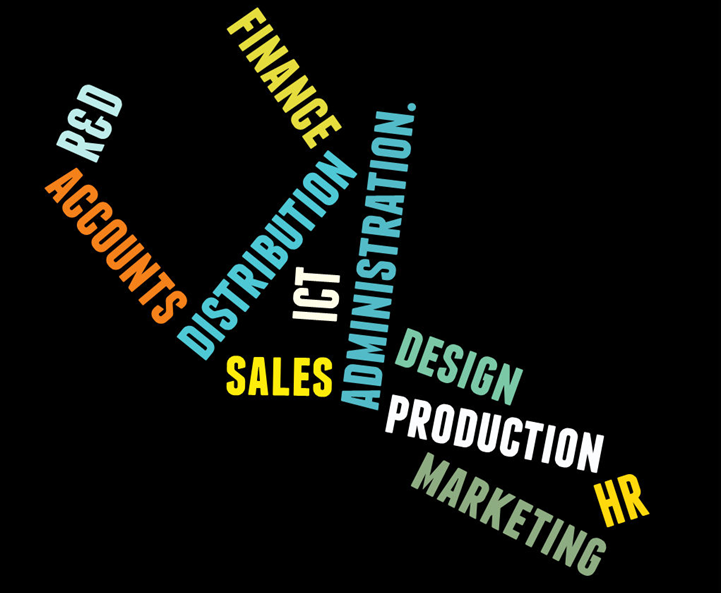 FINANCE
R&D
ACCOUNTS
DISTRIBUTION
ADMINISTRATION.
ICT
SALES
DESIGN
PRODUCTION
MARKETING
HR